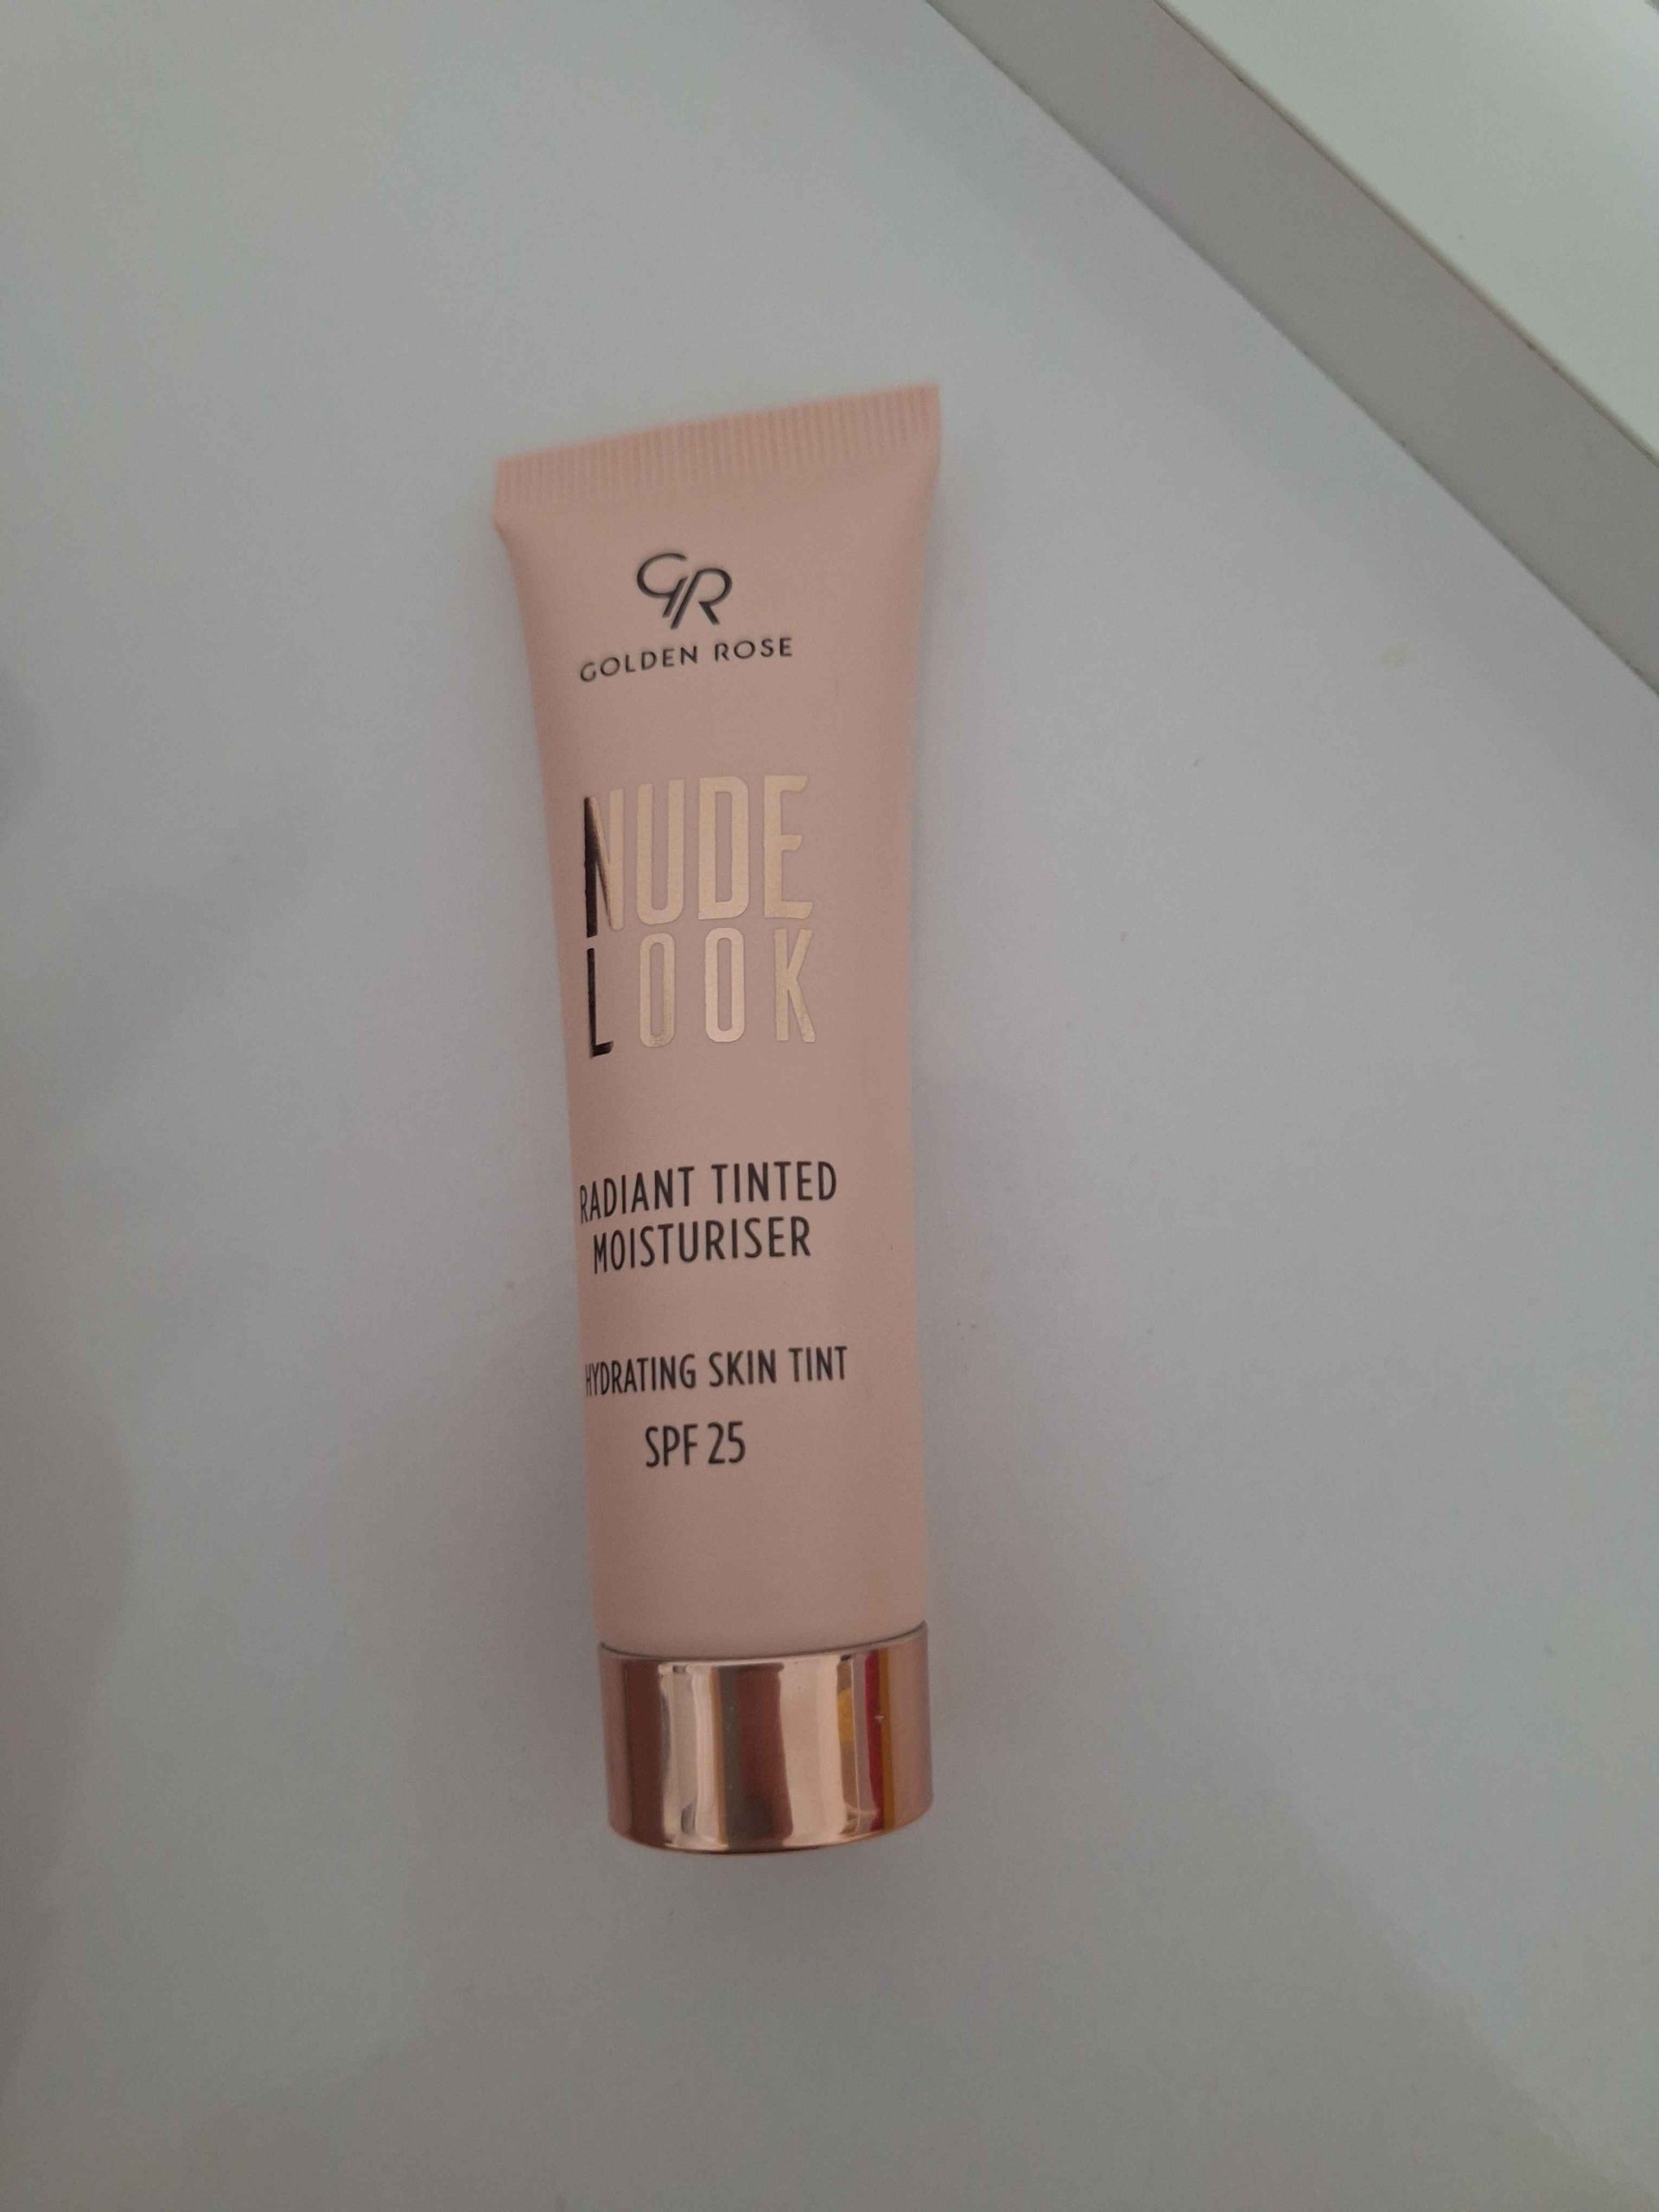 GR
GOLDEN ROSE
NUDE
LOOK
RADIANT TINTED
MOISTURISER
HYDRATING SKIN TINT
SPF 25